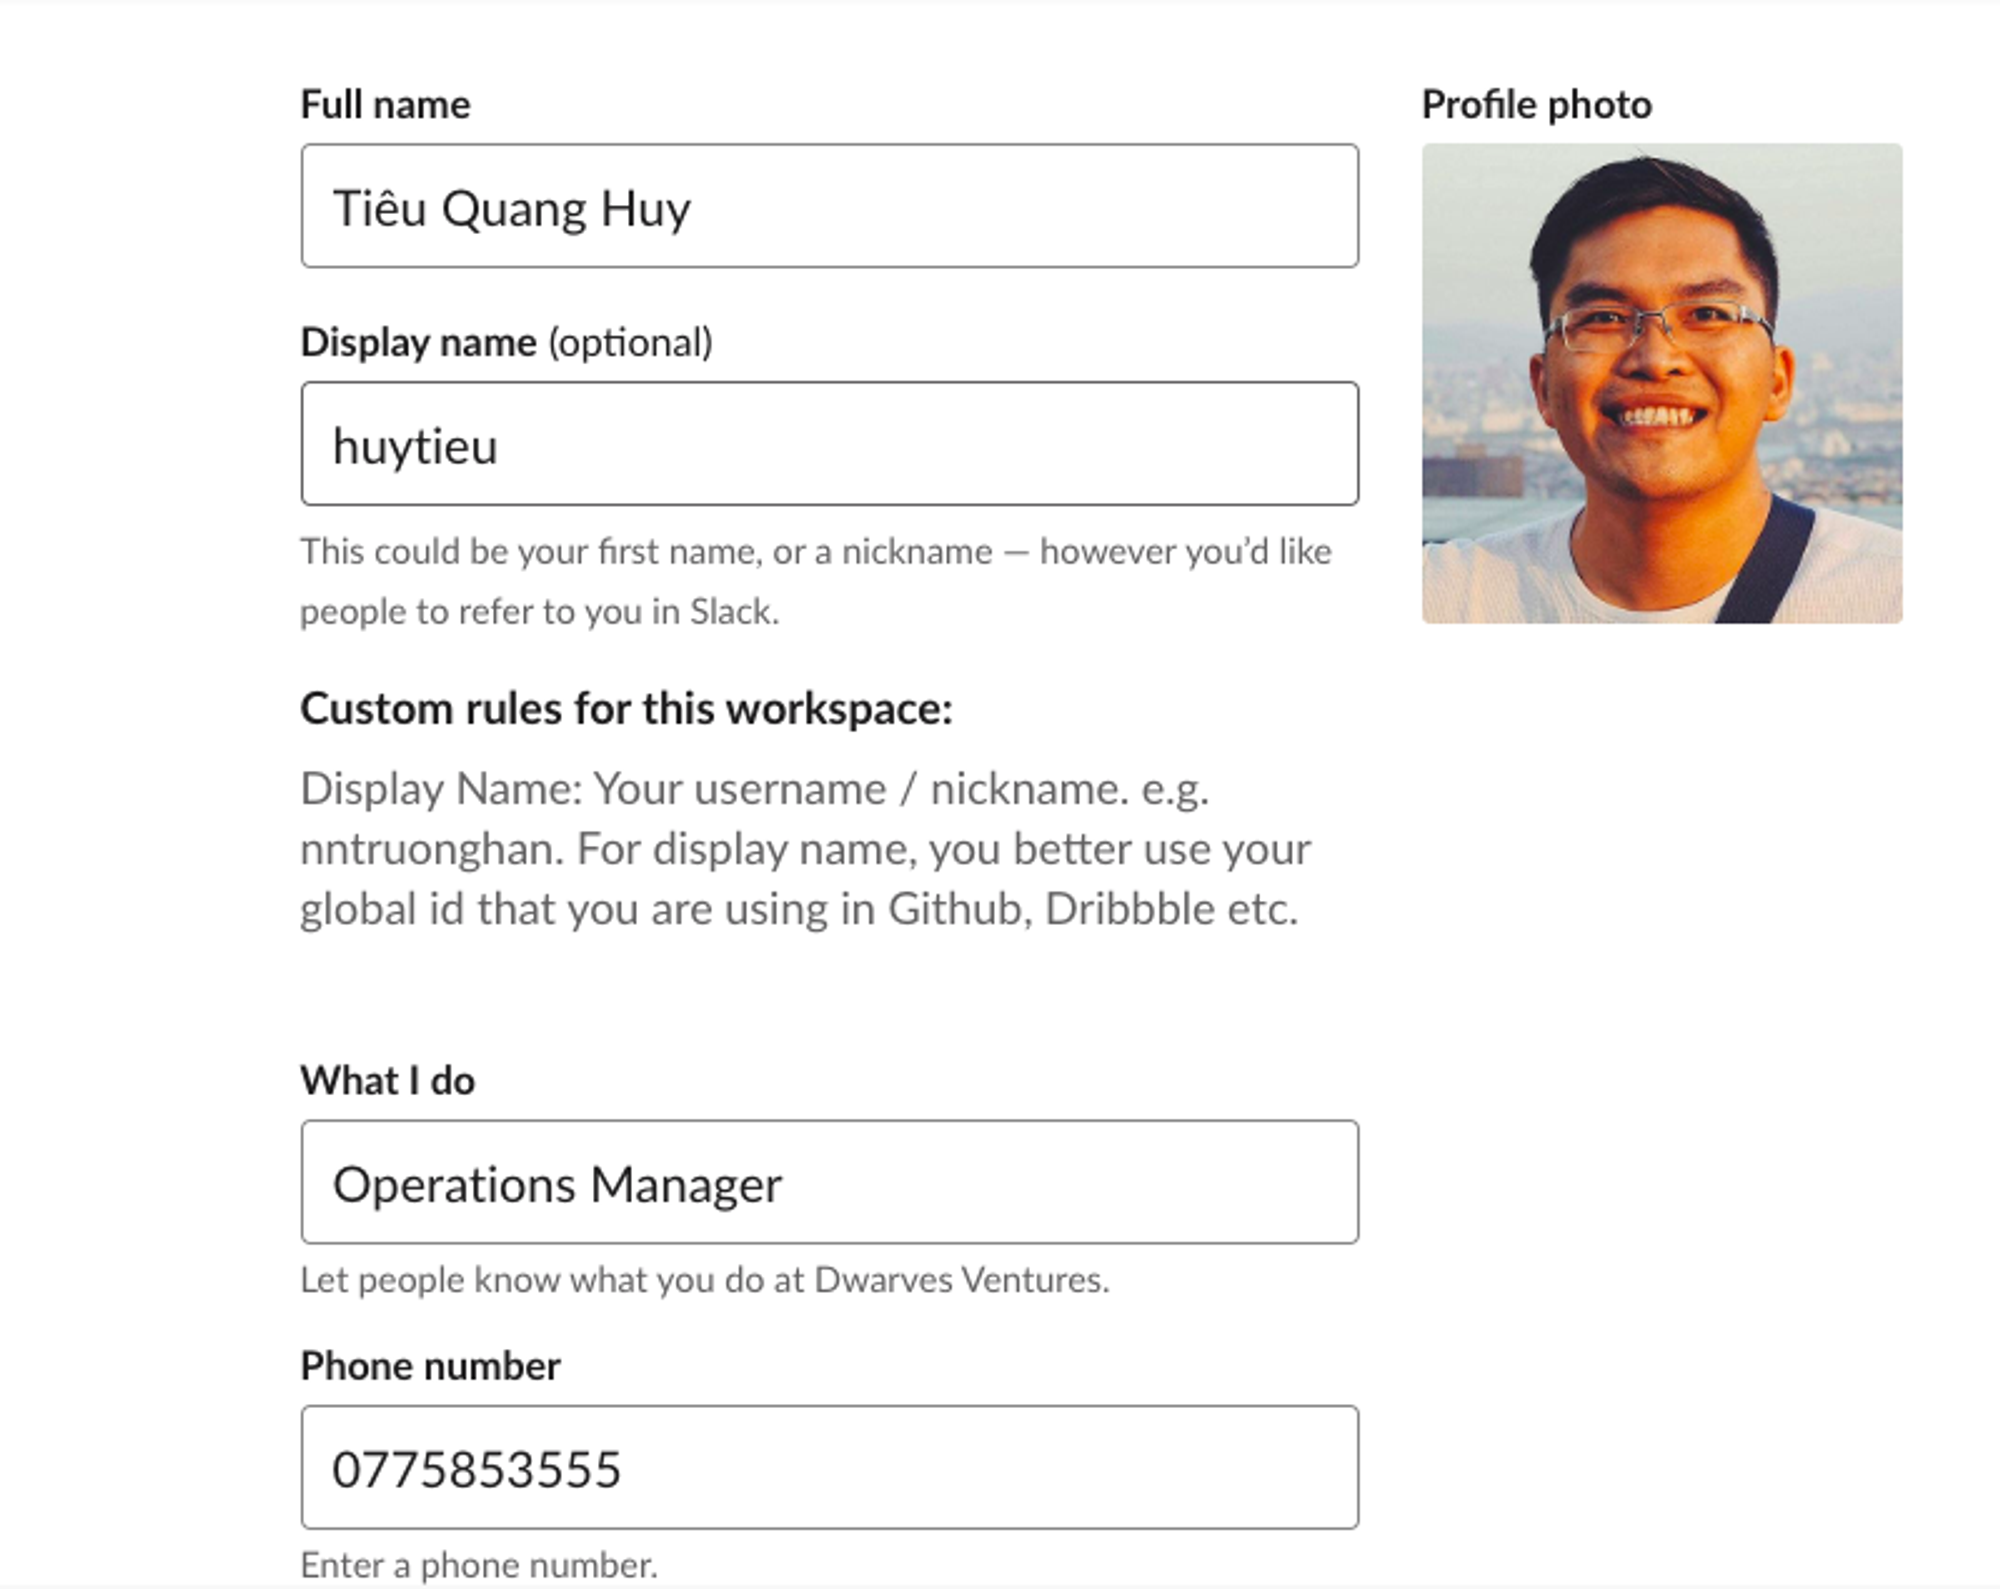 Full name
Profile photo
Tiêu Quang Huy
Display name (optional)
huytieu
This could be your first name, or a nickname — however you’d like
people to refer to you in Slack.
Custom rules for this workspace:
Display Name: Your username / nickname. e.g.
nntruonghan. For display name, you better use your
global id that you are using in Github, Dribbble etc.
What I do
Operations Manager
Let people know what you do at Dwarves Ventures.
Phone number
0775853555
Enter a phone number.